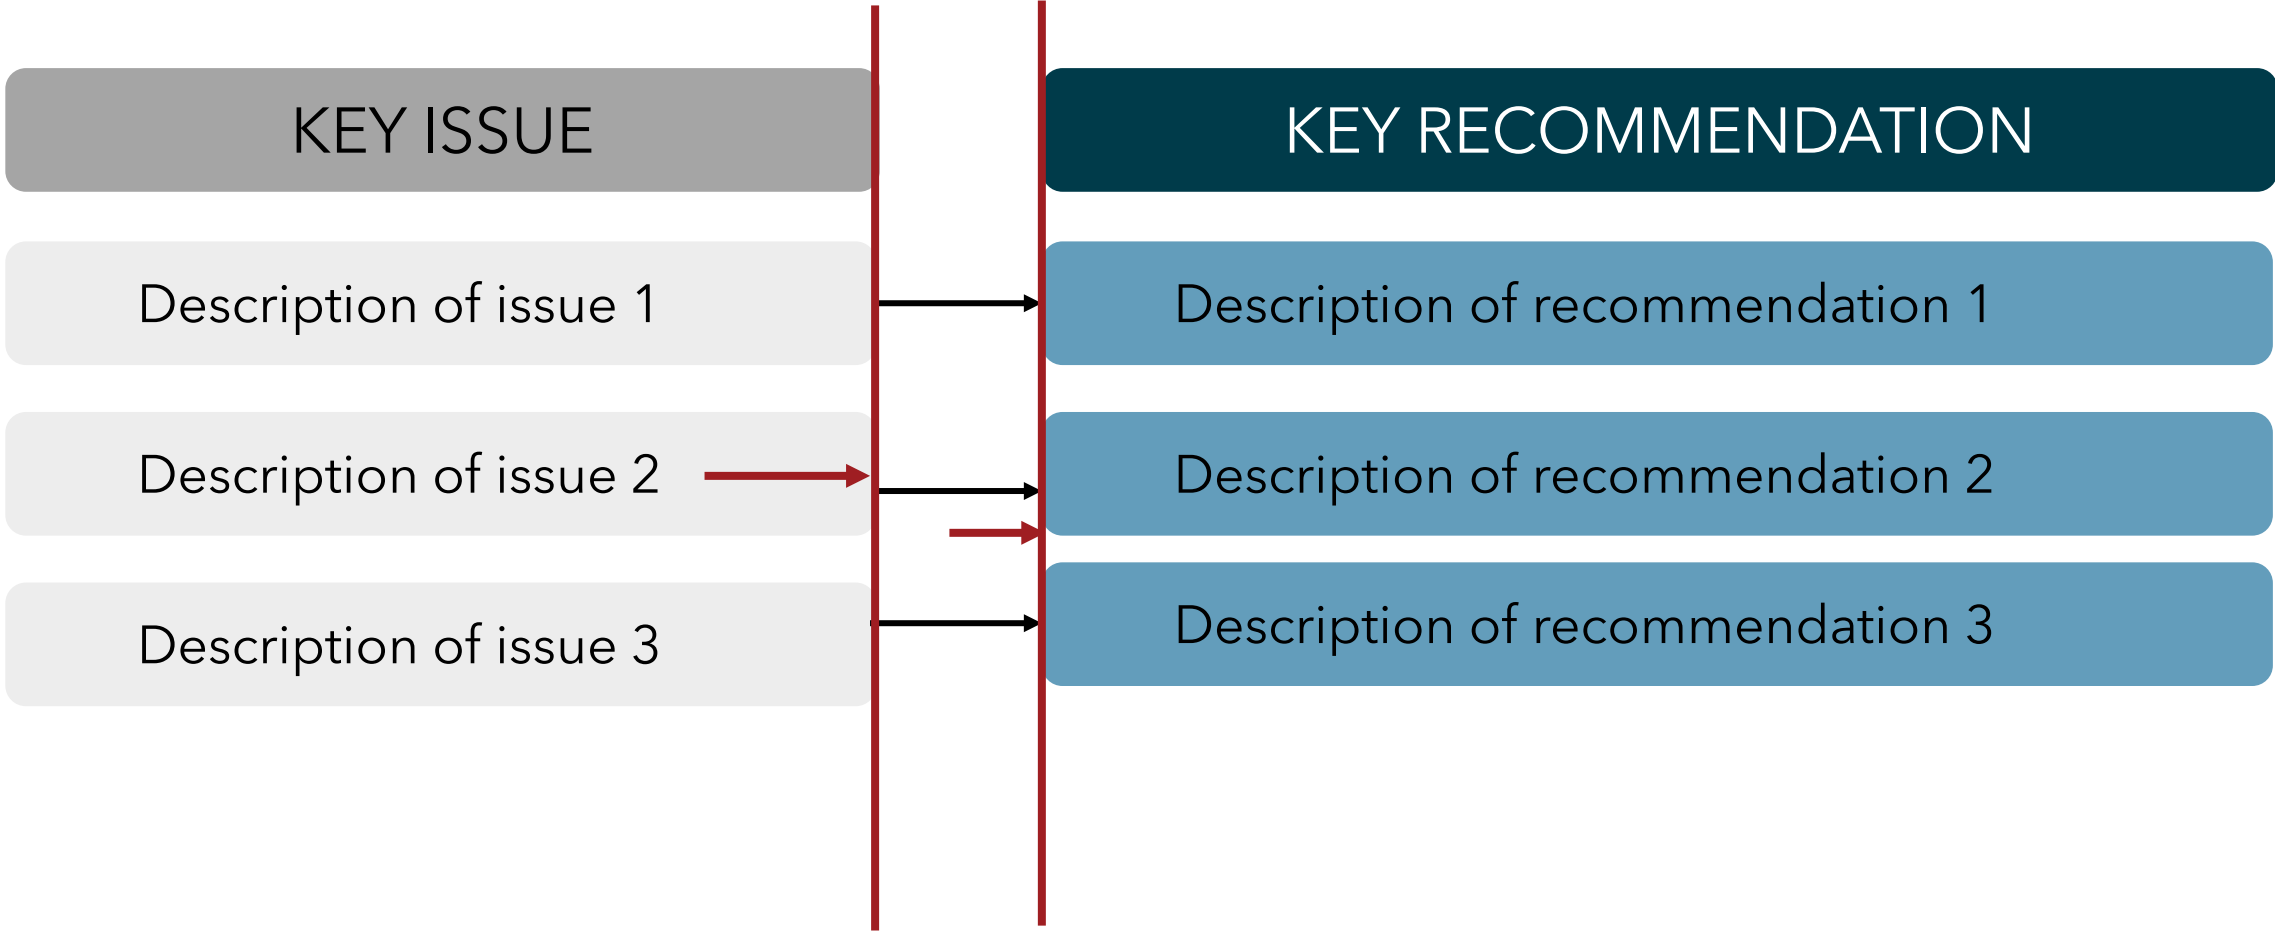 KEY ISSUE
KEY RECOMMENDATION
Description of issue 1
Description of recommendation 1
Description of issue 2
Description of recommendation 2
Description of issue 3
Description of recommendation 3